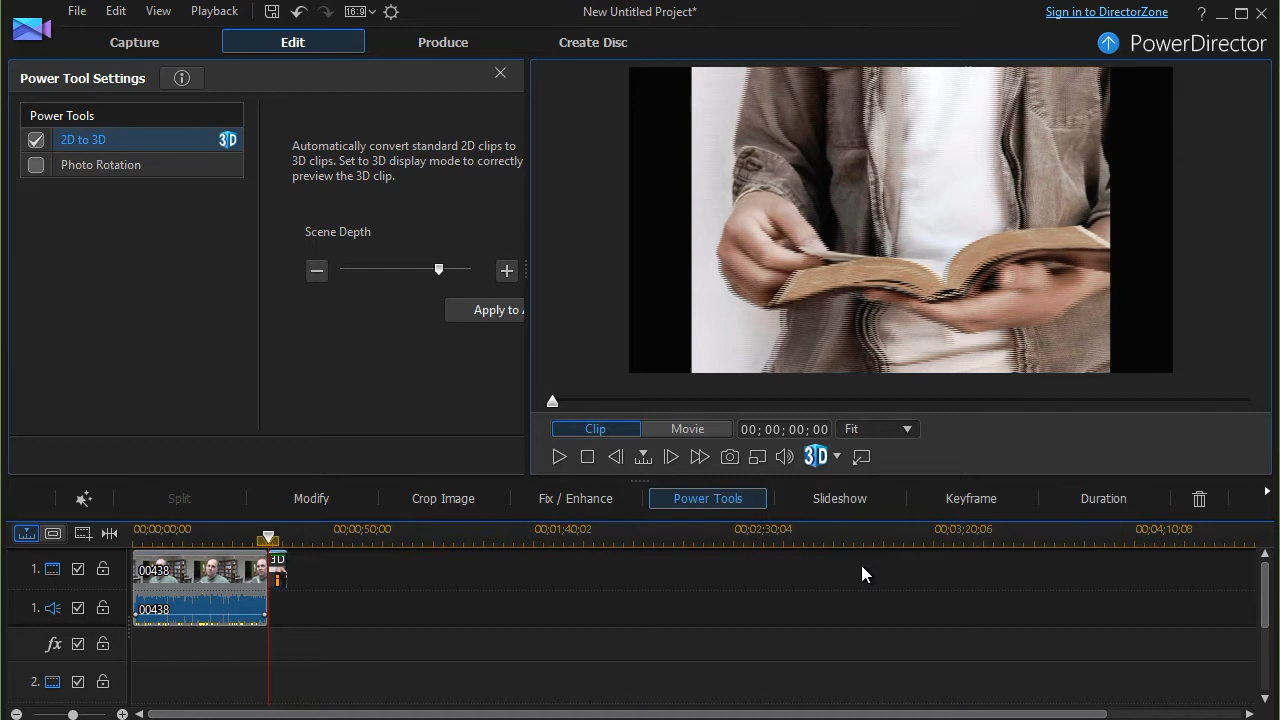 File Edit View Playback 16:9 New Untitled Project* Sign in to DirectorZone ?
Capture Edit Produce Create Disc PowerDirector
Power Tool Settings
Power Tools
2D to 3D 3D
Photo Rotation
Automatically convert standard 2D clips to
3D clips. Set to 3D display mode to correctly
preview the 3D clip.
Scene Depth
Apply to A
Clip Movie 00; 00; 00; 00 Fit
3D
Split Modify Crop Image Fix / Enhance Power Tools Slideshow Keyframe Duration
00;00;00;00 00;00;50;00 00;01;40;02 00;02;30;04 00;03;20;06 00;04;10;08
1. 00438 3D
1. 00438
fx
2.